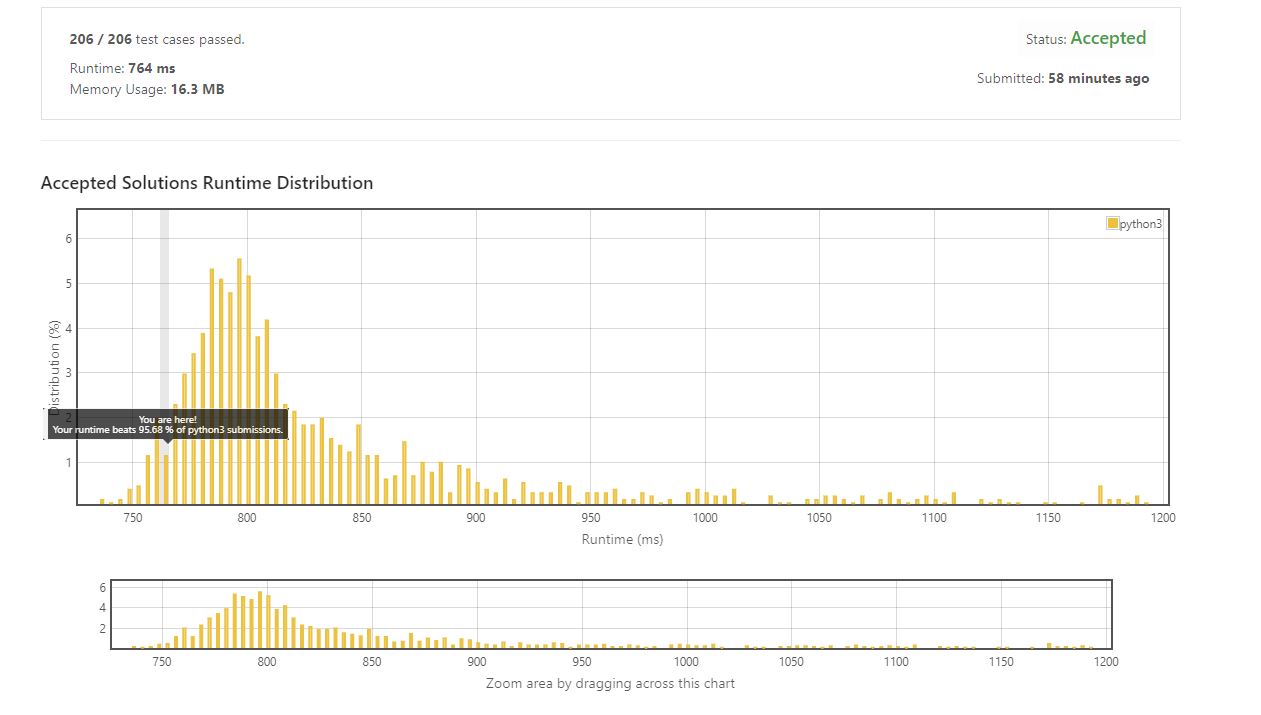 206 / 206 test cases passed.
Status: Accepted
Runtime: 764 ms
Memory Usage: 16.3 MB
Submitted: 58 minutes ago
Accepted Solutions Runtime Distribution
python3
6
5
4
3
2
1
Distribution (%)
You are here!
Your runtime beats 95.68 % of python3 submissions.
750 800 850 900 950 1000 1050 1100 1150 1200
Runtime (ms)
6
4
2
750 800 850 900 950 1000 1050 1100 1150 1200
Zoom area by dragging across this chart